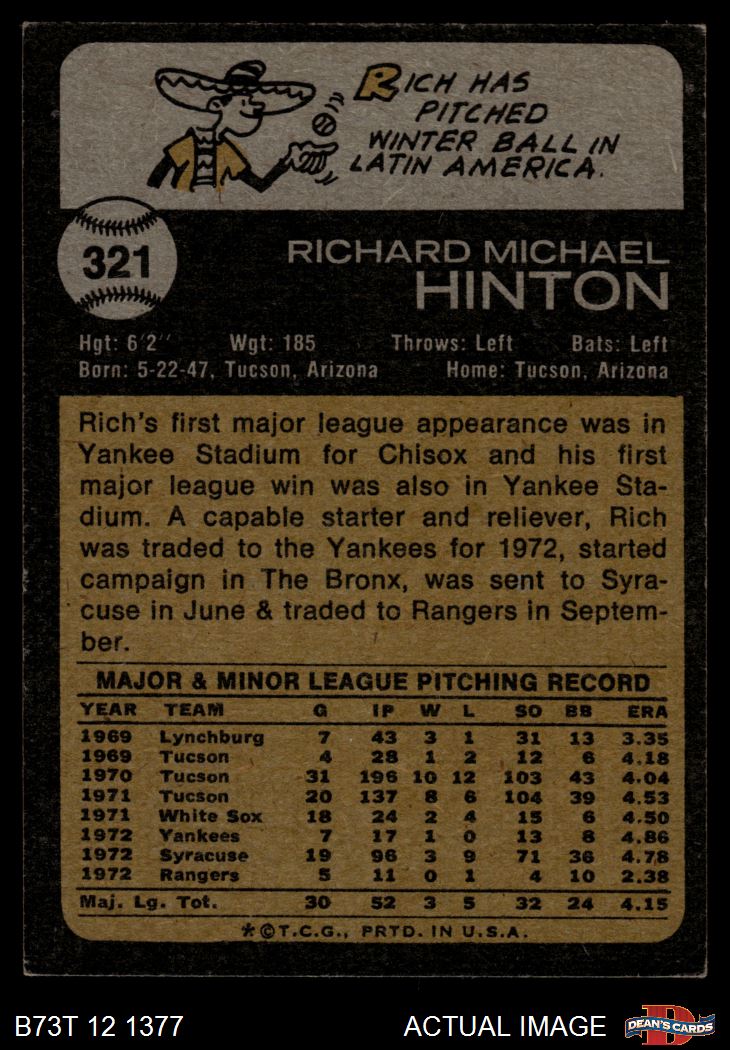 RICH HAS
PITCHED
WINTER BALL IN
LATIN AMERICA.
321
RICHARD MICHAEL
HINTON
Hgt: 6'2" Wgt: 185 Throws: Left Bats: Left
Born: 5-22-47, Tucson, Arizona Home: Tucson, Arizona
Rich's first major league appearance was in
Yankee Stadium for Chisox and his first
major league win was also in Yankee Sta-
dium. A capable starter and reliever, Rich
was traded to the Yankees for 1972, started
campaign in The Bronx, was sent to Syra-
cuse in June & traded to Rangers in Septem-
ber.
MAJOR & MINOR LEAGUE PITCHING RECORD
YEAR TEAM G IP W L SO BB ERA
1969 Lynchburg 7 43 3 1 31 13 3.35
1969 Tucson 4 28 1 2 12 6 4.18
1970 Tucson 31 196 10 12 103 43 4.04
1971 Tucson 20 137 8 6 104 39 4.53
1971 White Sox 18 24 2 4 15 6 4.50
1972 Yankees 7 17 1 0 13 8 4.86
1972 Syracuse 19 96 3 9 71 36 4.78
1972 Rangers 5 11 0 1 4 10 2.38
Maj. Lg. Tot. 30 52 3 5 32 24 4.15
*©T.C.G., PRTD. IN U.S.A.
B73T 12 1377 ACTUAL IMAGE D DEAN'S CARDS